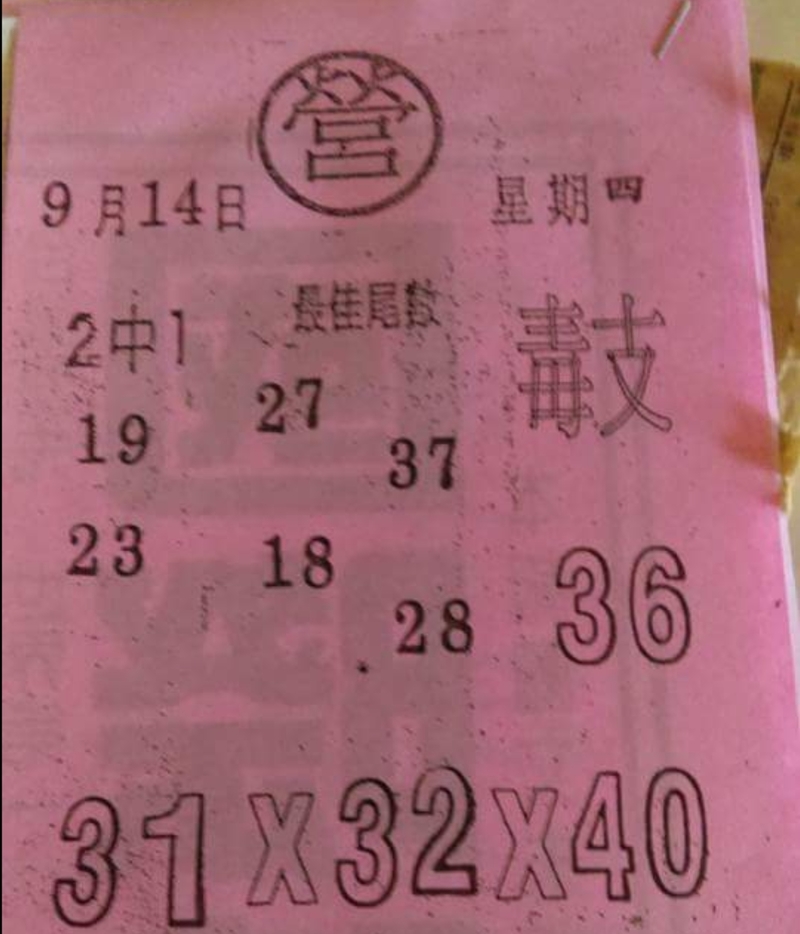 營
9月14日 星期四
2中1 最佳尾數 毒支
19 27 37
23 18 28 36
31X32X40